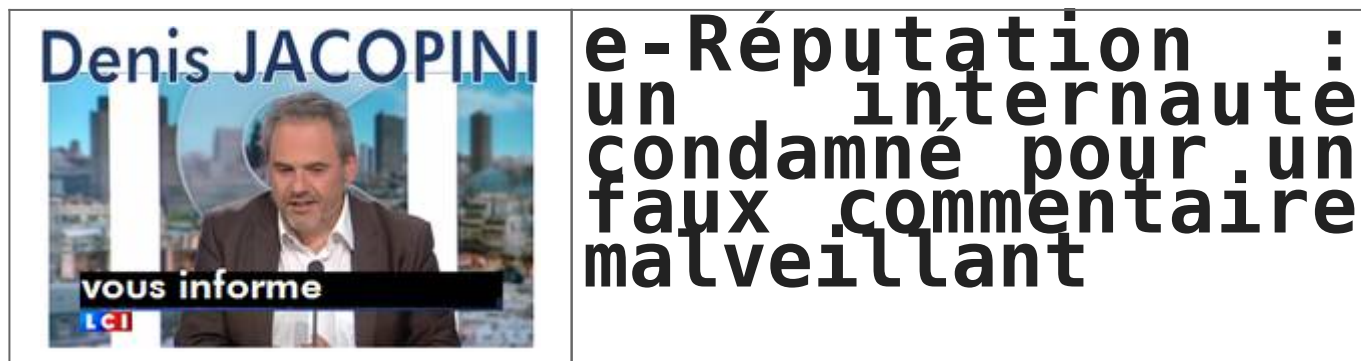 Denis JACOPINI
vous informe
LCI
e-Réputation :
un internaute
condamné pour un
faux commentaire
malveillant